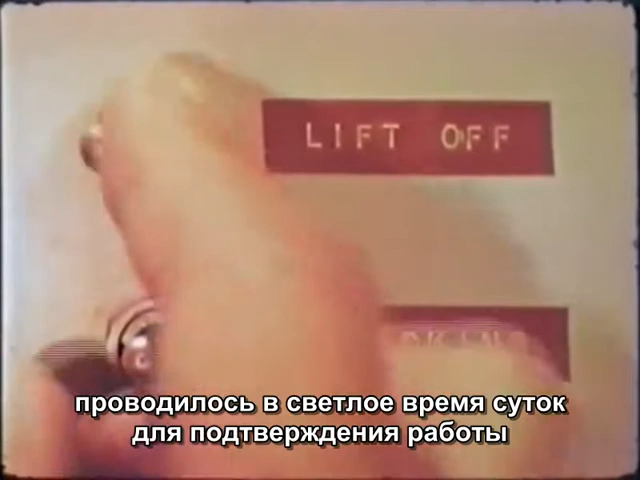 LIFT OFF
проводилось в светлое время суток
для подтверждения работы